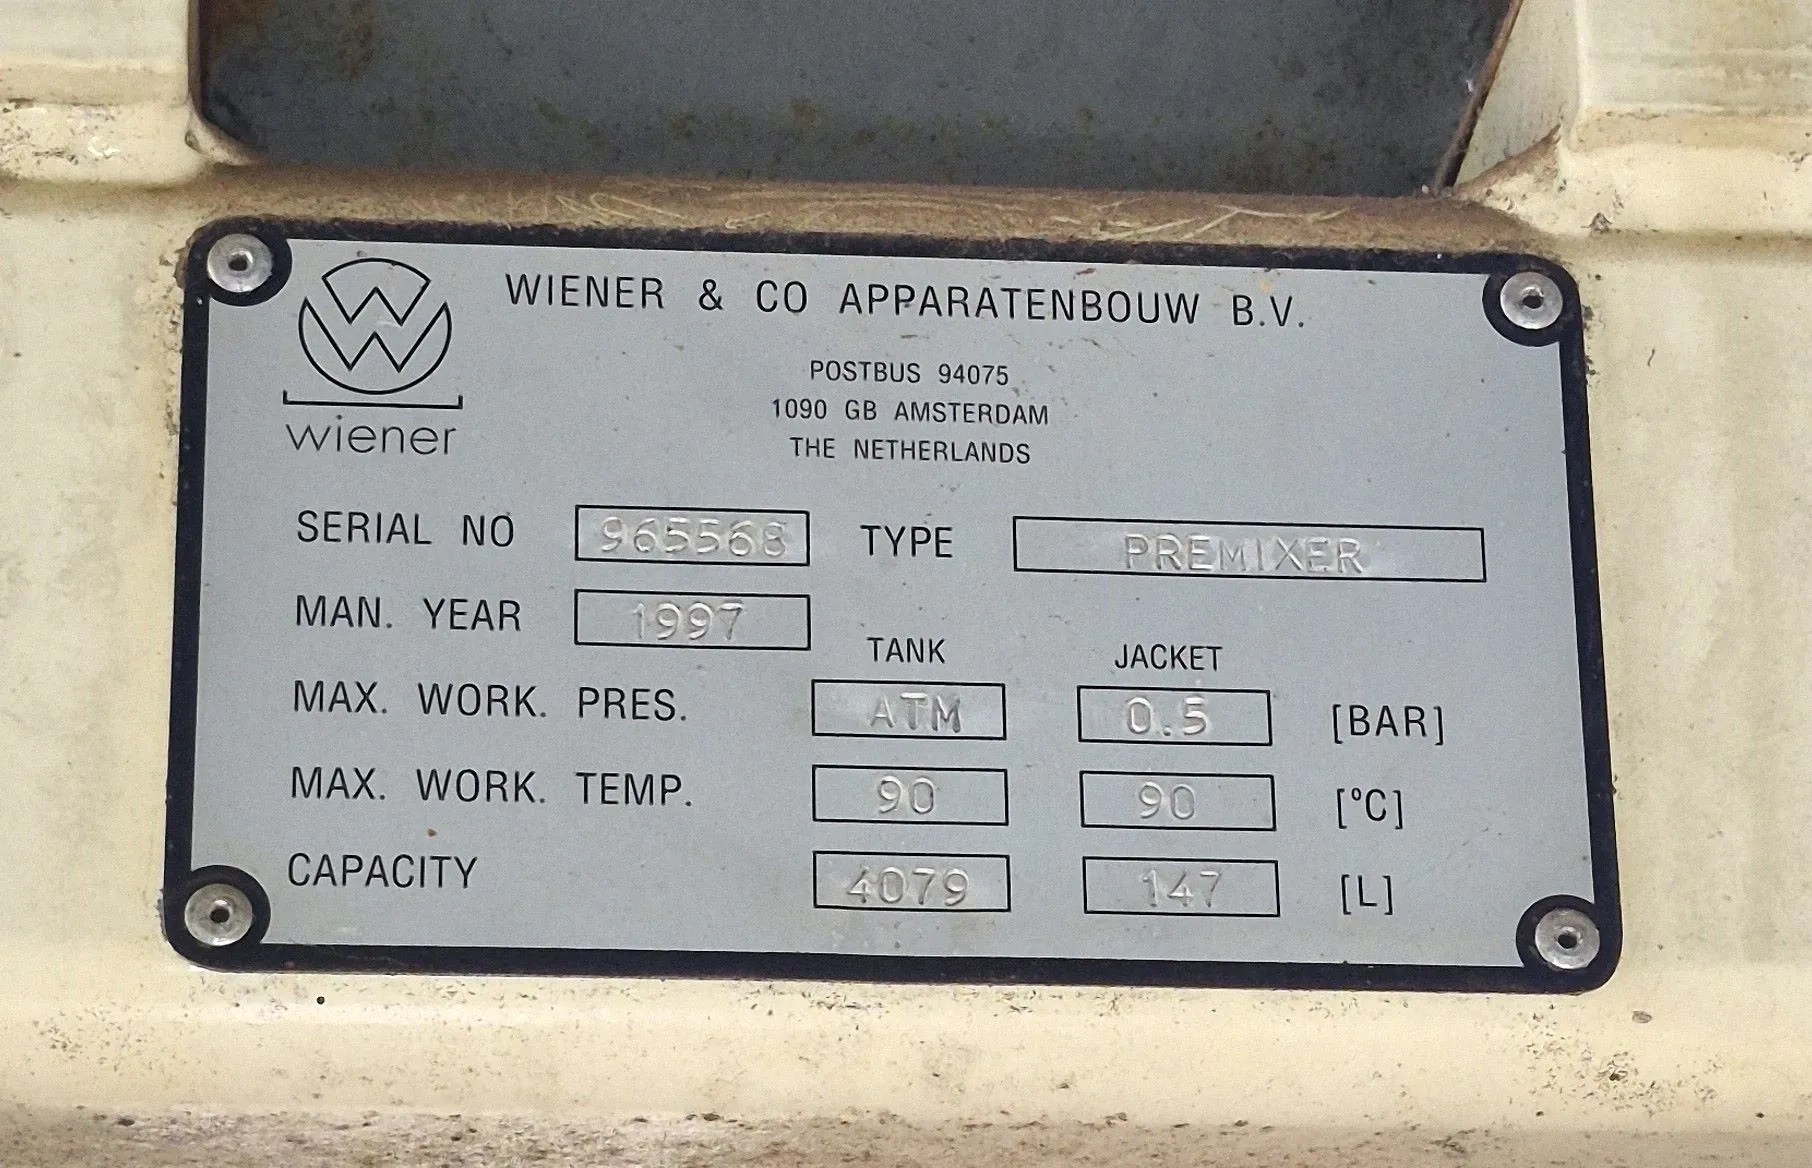 WIENER & CO APPARATENBOUW B.V.
wiener
POSTBUS 94075
1090 GB AMSTERDAM
THE NETHERLANDS
SERIAL NO 965568 TYPE PREMIXER
MAN. YEAR 1997
TANK JACKET
MAX. WORK. PRES. ATM 0.5 [BAR]
MAX. WORK. TEMP. 90 90 [°C]
CAPACITY 4079 147 [L]